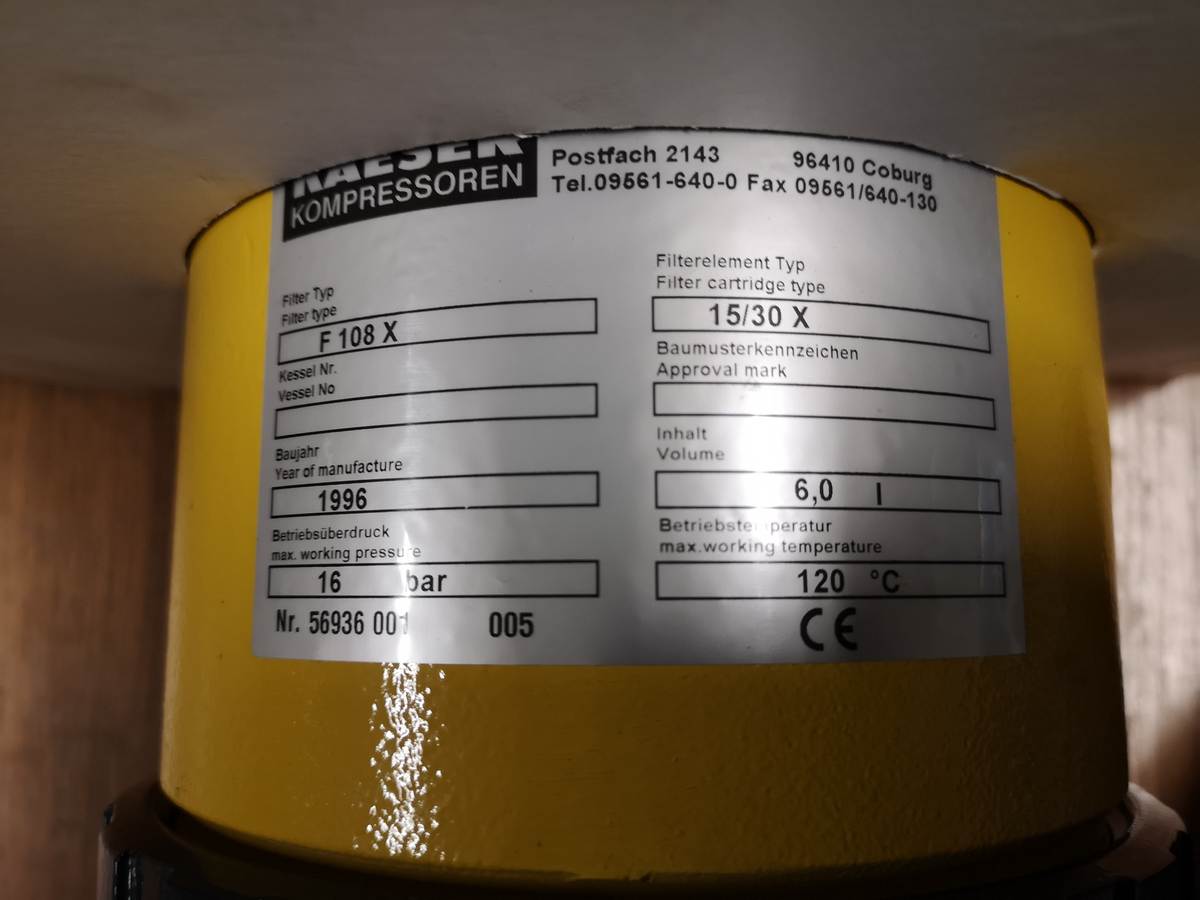 KAESER
KOMPRESSOREN
Postfach 2143 96410 Coburg
Tel.09561-640-0 Fax 09561/640-130
Filter Typ
Filter type
F 108 X
Kessel Nr.
Vessel No
Baujahr
Year of manufacture
1996
Betriebsüberdruck
max. working pressure
16 bar
Nr. 56936 001 005
Filterelement Typ
Filter cartridge type
15/30 X
Baumusterkennzeichen
Approval mark
Inhalt
Volume
6,0 l
Betriebstemperatur
max.working temperature
120 °C
CE